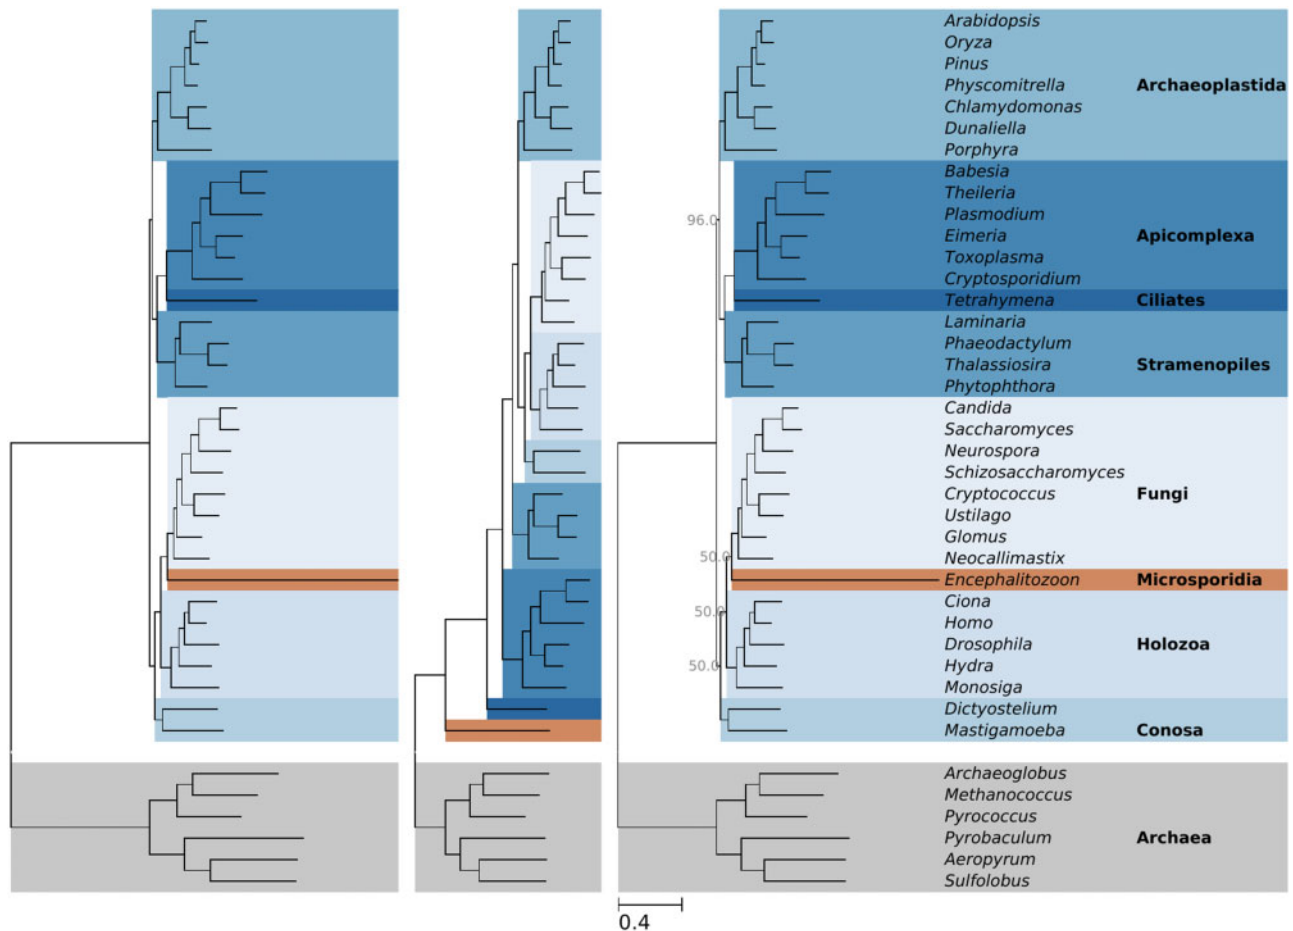 Arabidopsis
Oryza
Pinus
Physcomitrella Archaeoplastida
Chlamydomonas
Dunaliella
Porphyra
Babesia
Theileria
96.0 Plasmodium
Eimeria Apicomplexa
Toxoplasma
Cryptosporidium
Tetrahymena Ciliates
Laminaria
Phaeodactylum
Thalassiosira Stramenopiles
Phytophthora
Candida
Saccharomyces
Neurospora
Schizosaccharomyces
Cryptococcus Fungi
Ustilago
Glomus
50.0 Neocallimastix
Encephalitozoon Microsporidia
Ciona
50.0 Homo
Drosophila Holozoa
50.0 Hydra
Monosiga
Dictyostelium
Mastigamoeba Conosa
Archaeoglobus
Methanococcus
Pyrococcus
Pyrobaculum Archaea
Aeropyrum
Sulfolobus
0.4